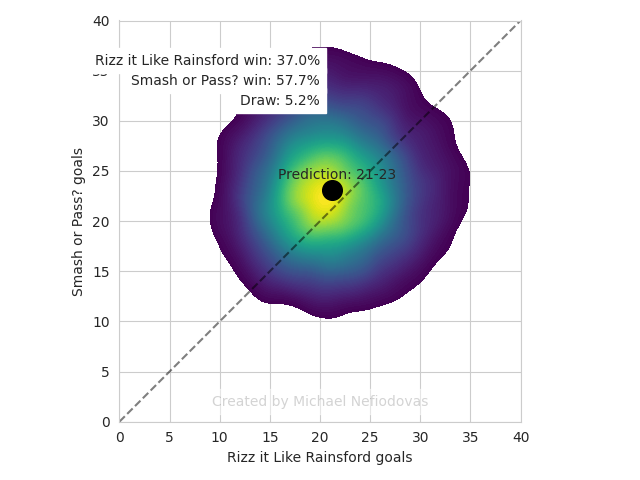 40
Rizz it Like Rainsford win: 37.0%
Smash or Pass? win: 57.7%
Draw: 5.2%
30
25
20
15
10
5
0
Prediction: 21-23
Smash or Pass? goals
Created by Michael Nefiodovas
0 5 10 15 20 25 30 35 40
Rizz it Like Rainsford goals